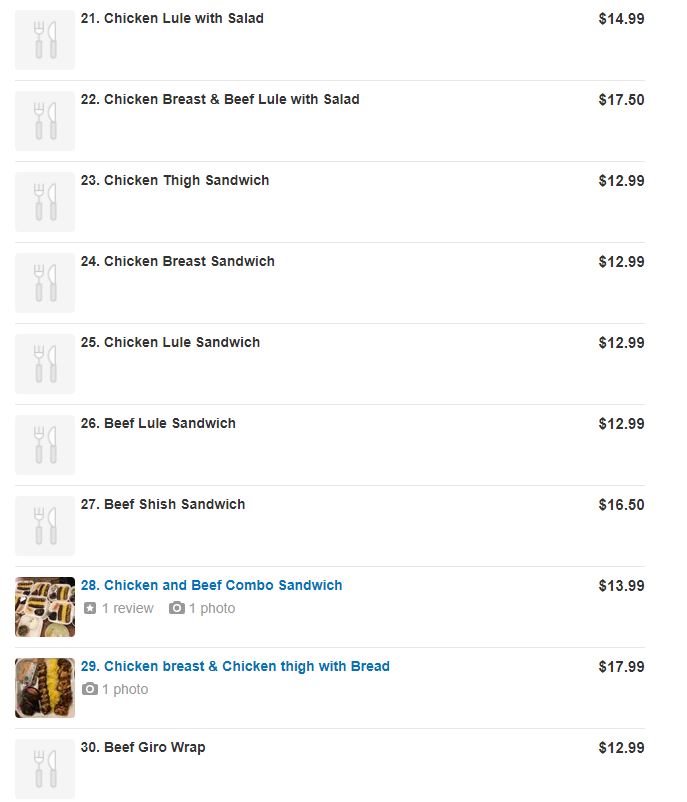 21. Chicken Lule with Salad $14.99
22. Chicken Breast & Beef Lule with Salad $17.50
23. Chicken Thigh Sandwich $12.99
24. Chicken Breast Sandwich $12.99
25. Chicken Lule Sandwich $12.99
26. Beef Lule Sandwich $12.99
27. Beef Shish Sandwich $16.50
28. Chicken and Beef Combo Sandwich $13.99
1 review 1 photo
29. Chicken breast & Chicken thigh with Bread $17.99
1 photo
30. Beef Giro Wrap $12.99